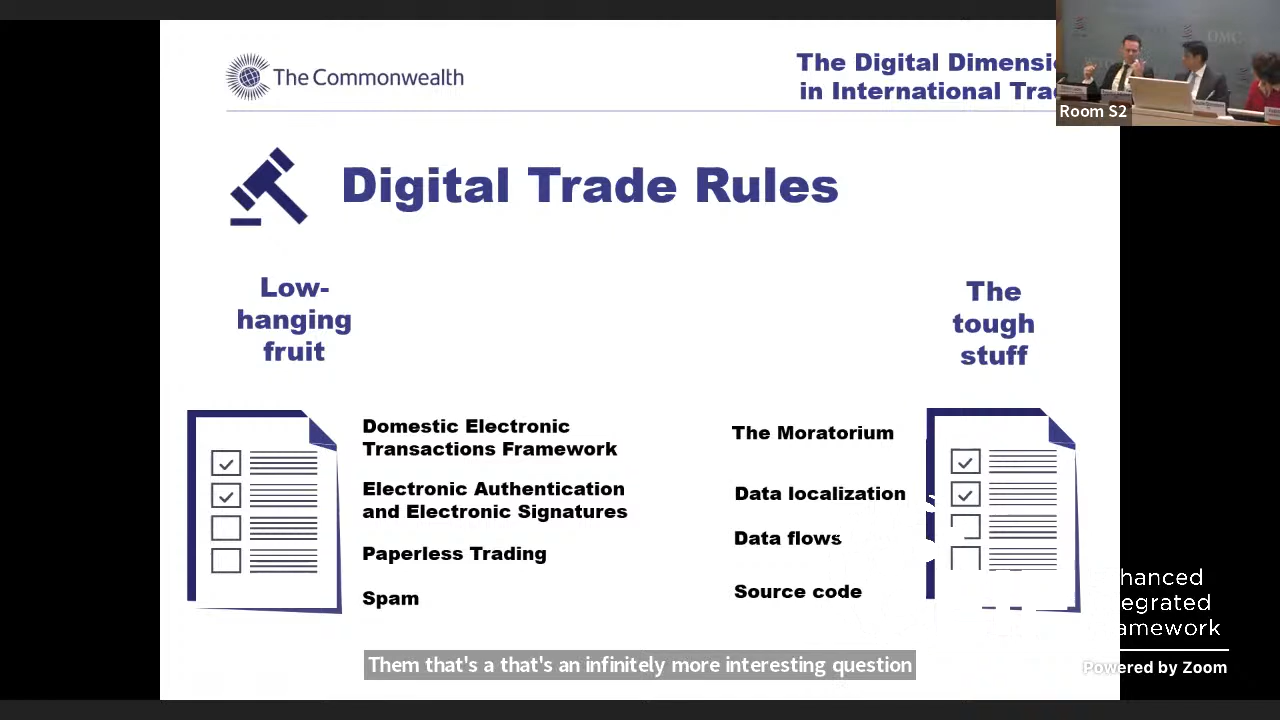 The Commonwealth
The Digital Dimensi
in International Tra
Room S2
Digital Trade Rules
Low-
hanging
fruit
The
tough
stuff
Domestic Electronic
Transactions Framework
Electronic Authentication
and Electronic Signatures
Paperless Trading
Spam
The Moratorium
Data localization
Data flows
Source code
hanced
egrated
amework
Them that's a that's an infinitely more interesting question
Powered by Zoom